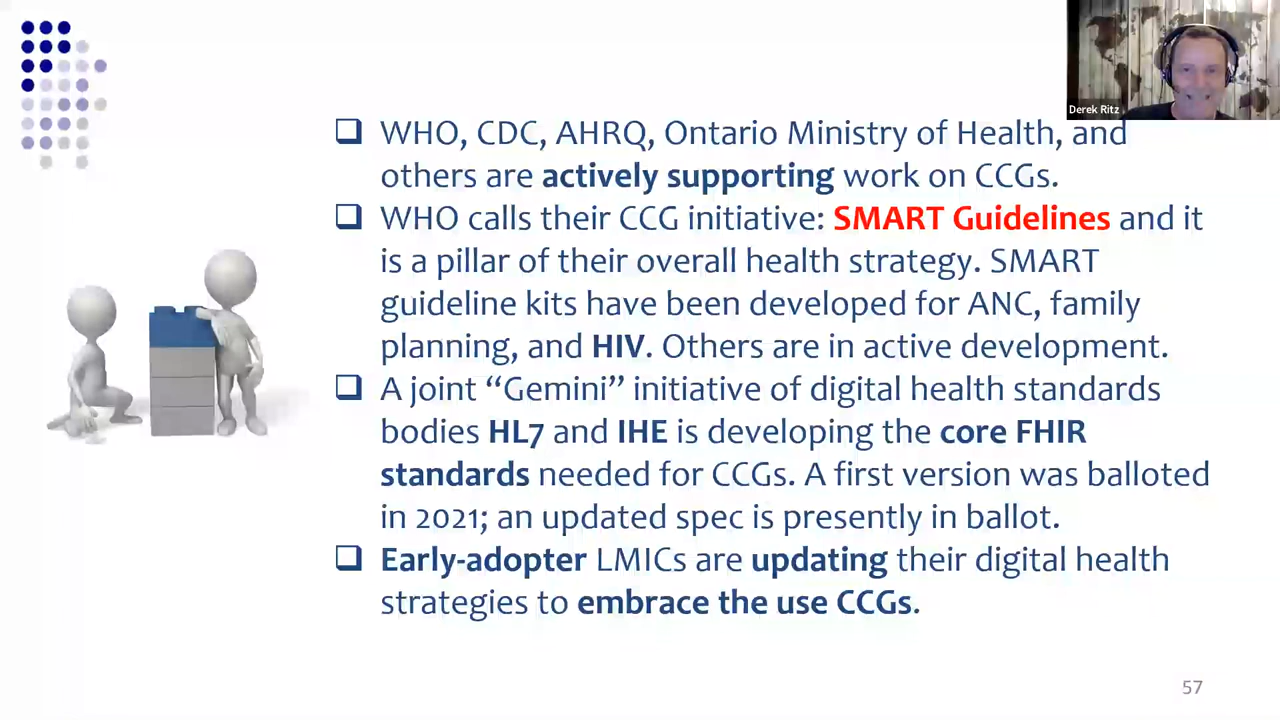 Derek Ritz
❑ WHO, CDC, AHRQ, Ontario Ministry of Health, and
others are actively supporting work on CCGs.
❑ WHO calls their CCG initiative: SMART Guidelines and it
is a pillar of their overall health strategy. SMART
guideline kits have been developed for ANC, family
planning, and HIV. Others are in active development.
❑ A joint “Gemini” initiative of digital health standards
bodies HL7 and IHE is developing the core FHIR
standards needed for CCGs. A first version was balloted
in 2021; an updated spec is presently in ballot.
❑ Early-adopter LMICs are updating their digital health
strategies to embrace the use CCGs.
57